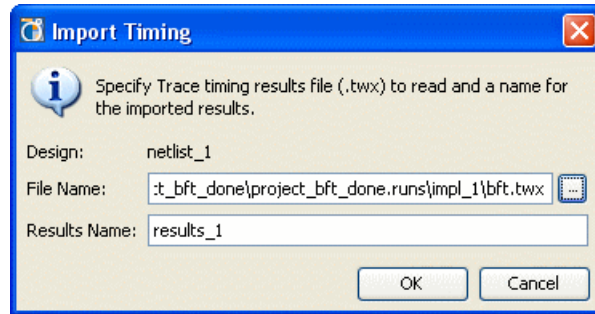 Import Timing
Specify Trace timing results file (.twx) to read and a name for
the imported results.
Design: netlist_1
File Name: :t_bft_done\project_bft_done.runs\impl_1\bft.twx ...
Results Name: results_1
OK Cancel